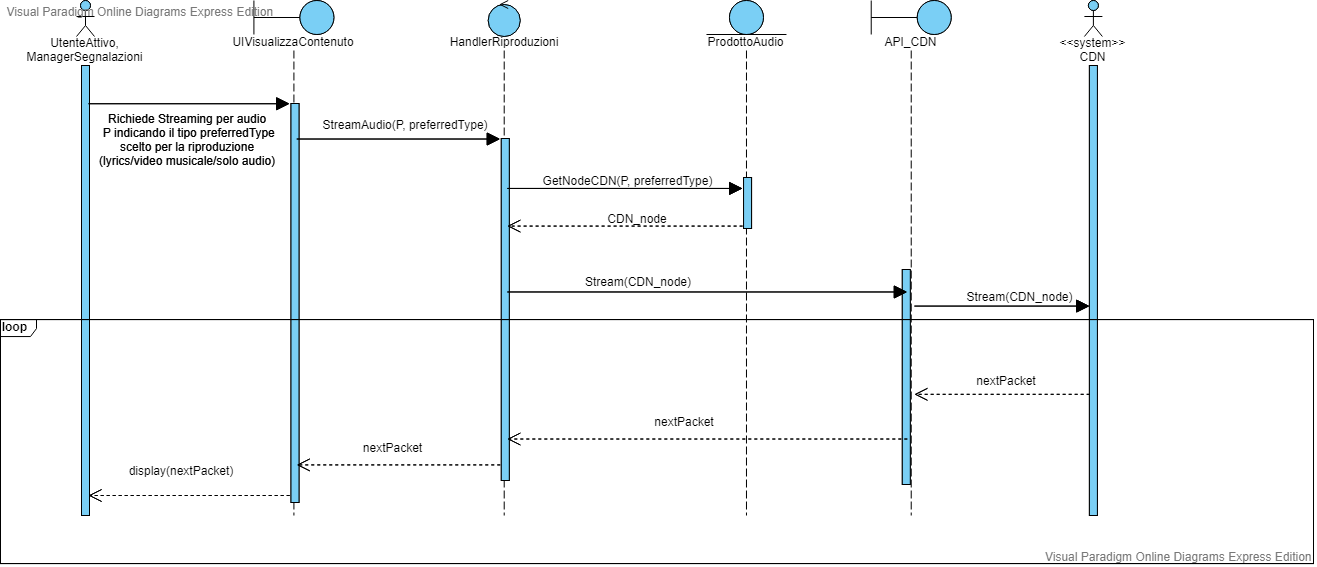 Visual Paradigm Online Diagrams Express Edition
UtenteAttivo,
ManagerSegnalazioni
UIVisualizzaContenuto
HandlerRiproduzioni
ProdottoAudio
API_CDN
<<system>>
CDN
Richiede Streaming per audio
P indicando il tipo preferredType
scelto per la riproduzione
(lyrics/video musicale/solo audio)
StreamAudio(P, preferredType)
GetNodeCDN(P, preferredType)
CDN_node
Stream(CDN_node)
Stream(CDN_node)
loop
nextPacket
nextPacket
nextPacket
display(nextPacket)
Visual Paradigm Online Diagrams Express Edition